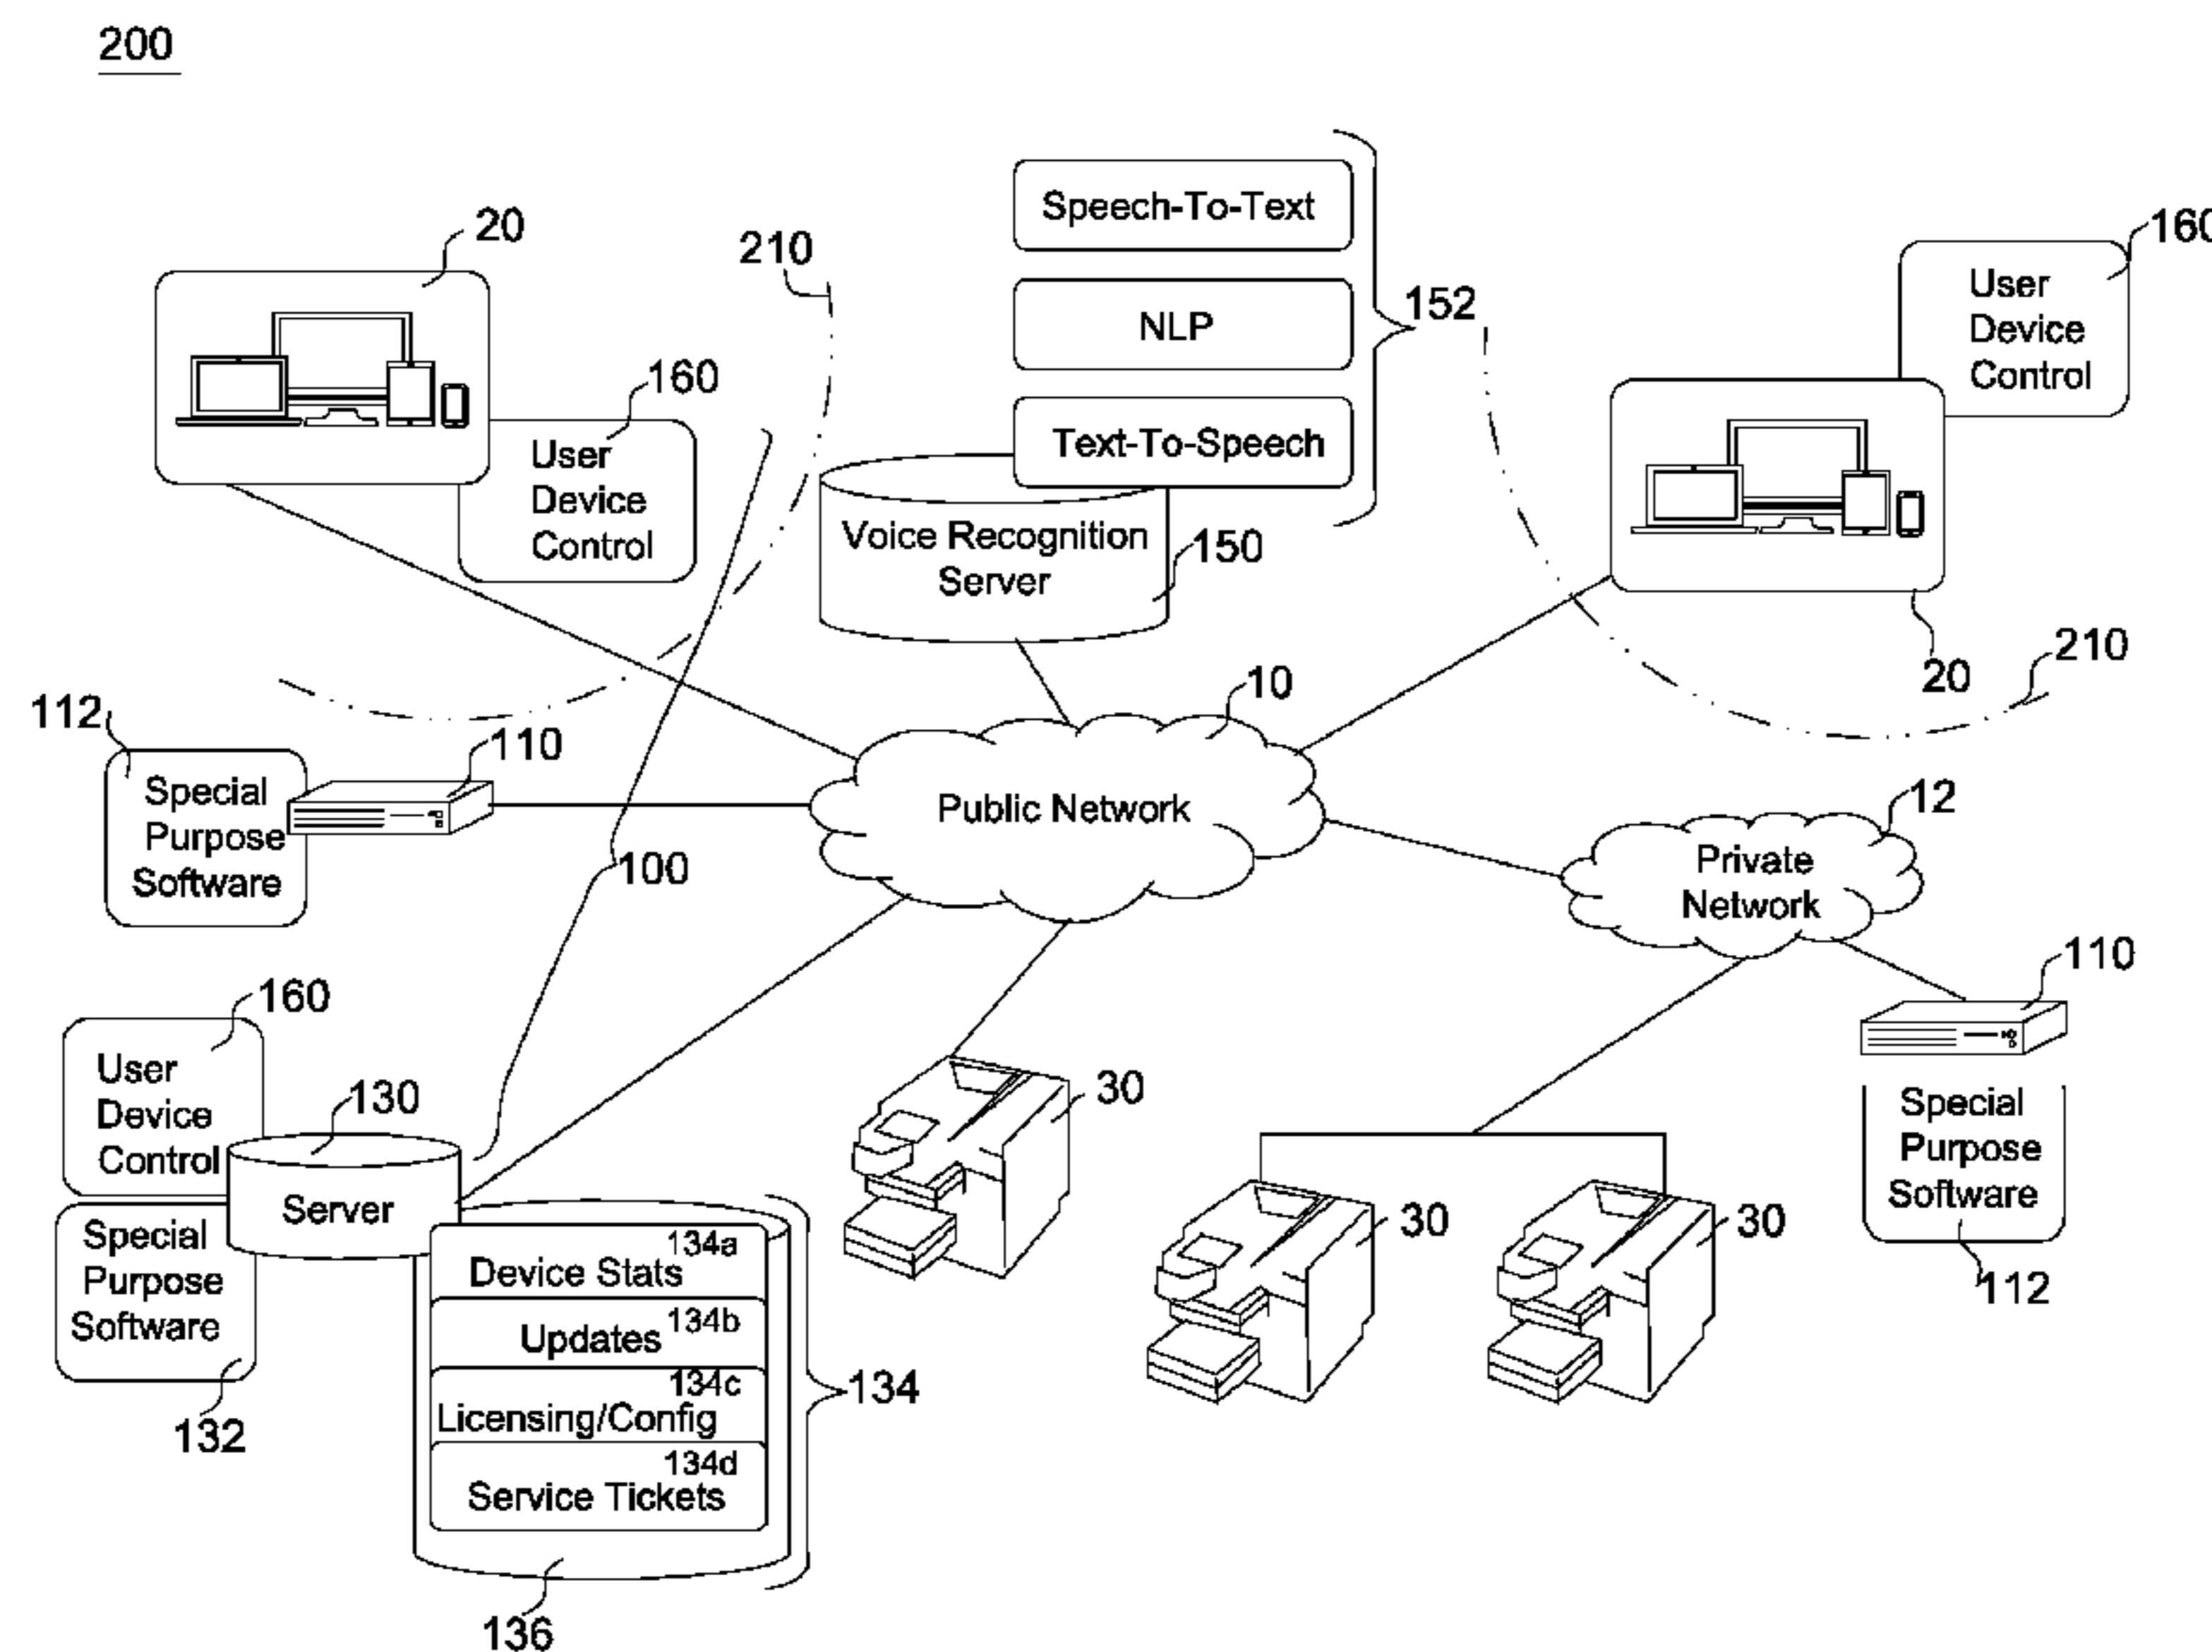 200
Speech-To-Text
NLP
Text-To-Speech
152
20
210
160
User
Device
Control
160
User
Device
Control
Voice Recognition
Server
150
20
210
10
Public Network
112
Special
Purpose
Software
110
100
12
Private
Network
110
Special
Purpose
Software
112
160
User
Device
Control
130
Server
Special
Purpose
Software
132
134a
Device Stats
134b
Updates
134c
Licensing/Config
134d
Service Tickets
134
136
30
30
30